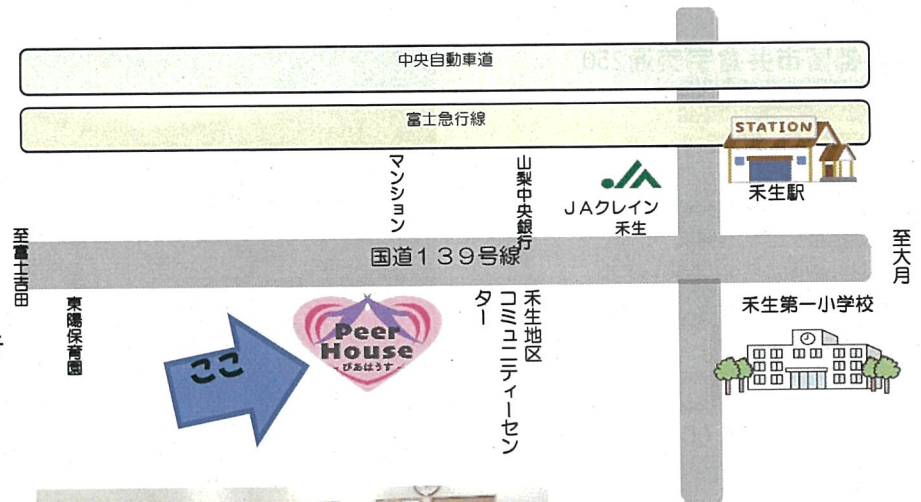 中央自動車道
富士急行線
STATION
禾生駅
マンション
山梨中央銀行
JAクレイン
禾生
至富士吉田
国道139号線
至大月
東陽保育園
ここ
Peer
House
-ぴあはうす-
禾生地区
コミュニティーセン
ター
禾生第一小学校